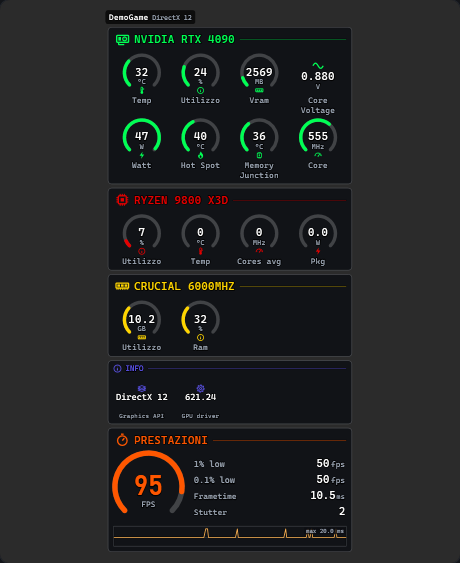 DemoGame DirectX 12
NVIDIA RTX 4090
32 24 2569 0.880
°C % MB V
Temp Utilizzo Vram Core Voltage
47 40 36 555
W °C °C MHz
Watt Hot Spot Memory Junction Core
RYZEN 9800 X3D
7 0 0 0.0
% °C MHz W
Utilizzo Temp Cores avg Pkg
CRUCIAL 6000MHZ
10.2 32
GB %
Utilizzo Ram
INFO
DirectX 12 621.24
Graphics API GPU driver
PRESTAZIONI
95
FPS
1% low 50 fps
0.1% low 50 fps
Frametime 10.5 ms
Stutter 2
max 20.0 ms